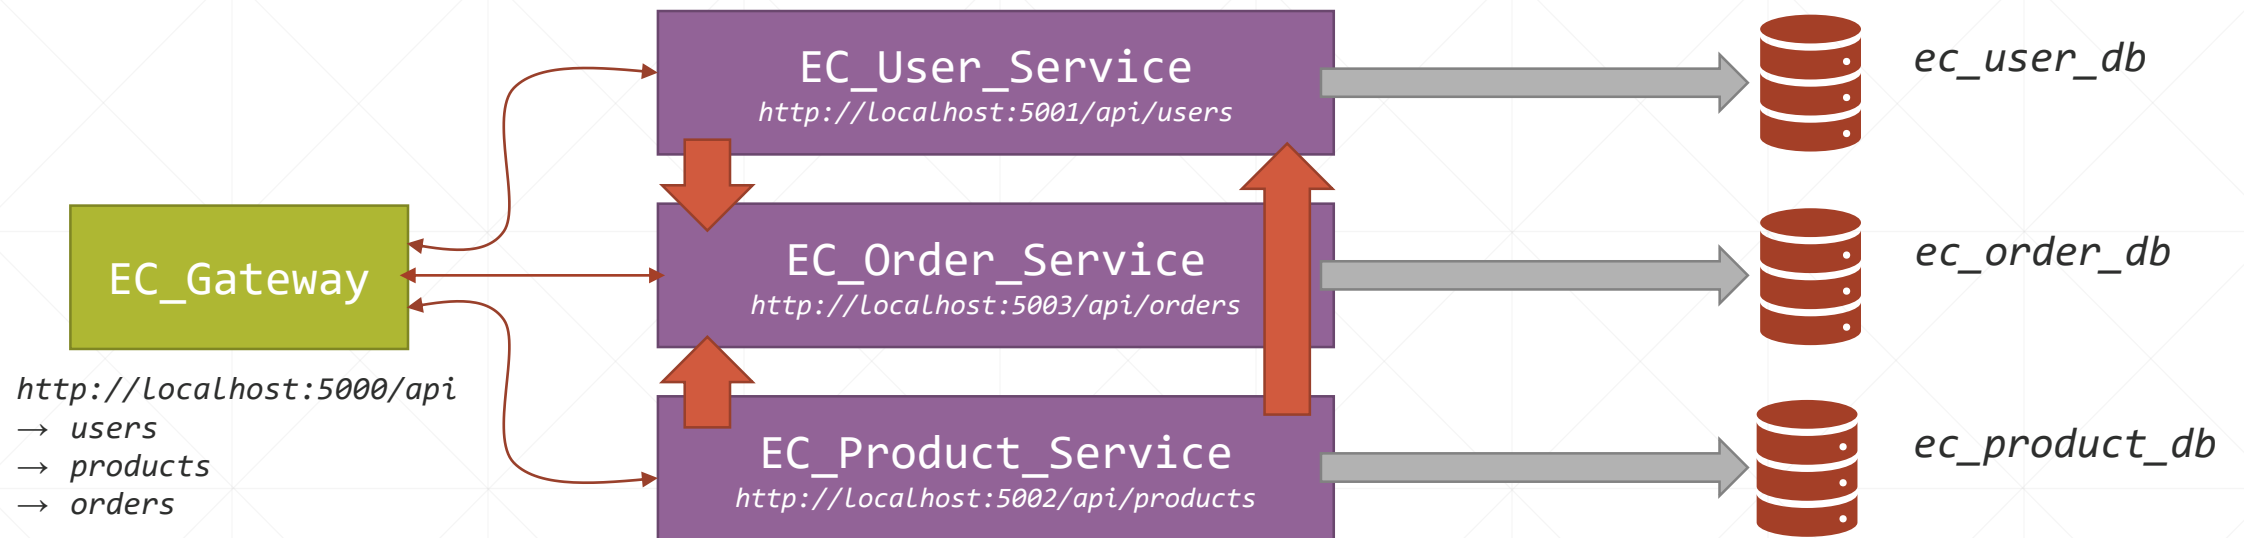 EC_User_Service
http://localhost:5001/api/users
ec_user_db
EC_Gateway
http://localhost:5000/api
→ users
→ products
→ orders
EC_Order_Service
http://localhost:5003/api/orders
ec_order_db
EC_Product_Service
http://localhost:5002/api/products
ec_product_db